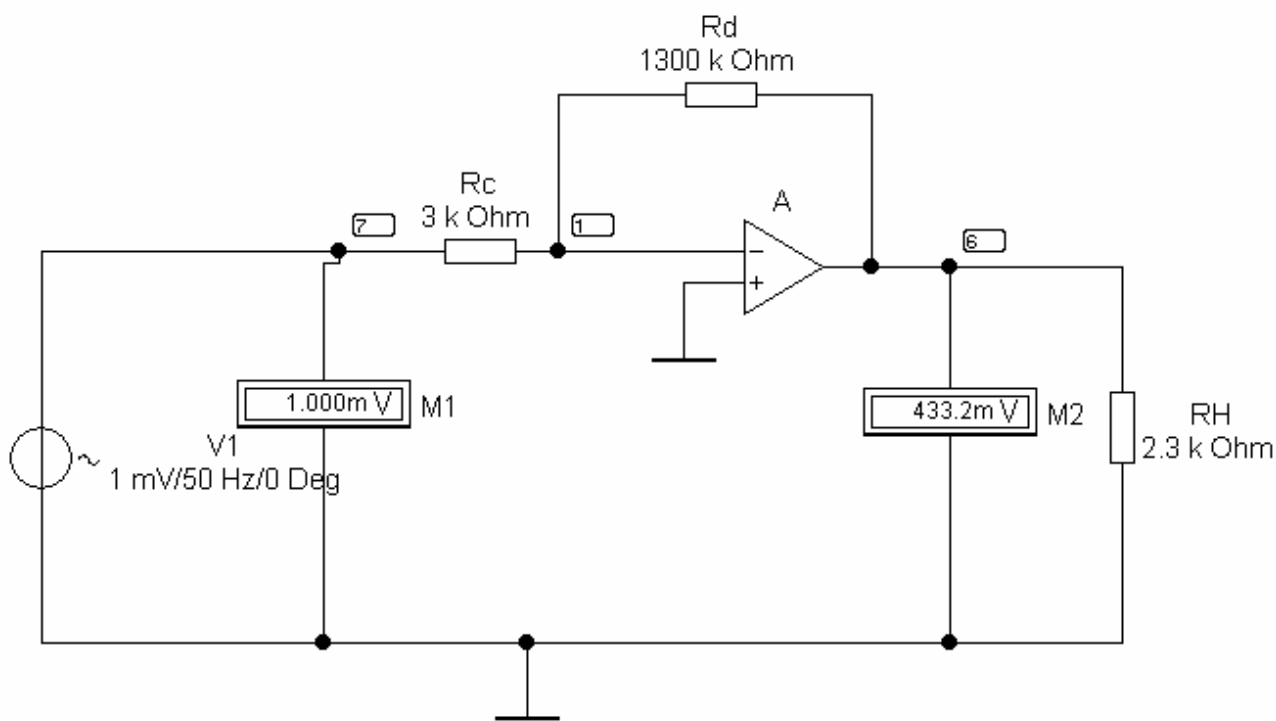 Rd
1300 k Ohm
Rc
3 k Ohm
A
7
1
6
−
+
1.000m V
M1
433.2m V
M2
RH
2.3 k Ohm
V1
~
1 mV/50 Hz/0 Deg